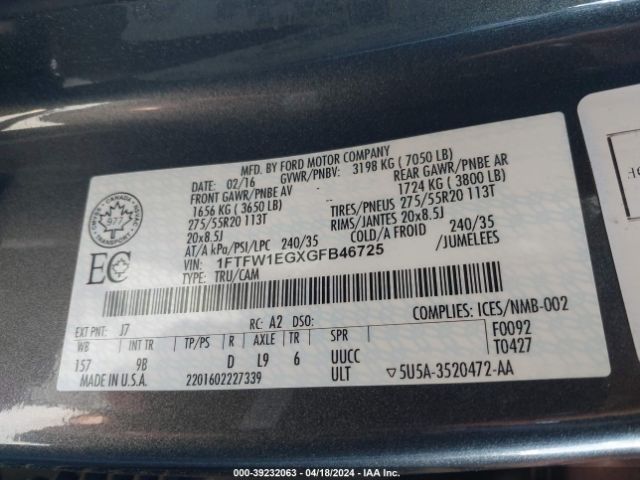 MFD. BY FORD MOTOR COMPANY
DATE: 02/16 GVWR/PNBV: 3198 KG ( 7050 LB)
FRONT GAWR/PNBE AV REAR GAWR/PNBE AR
1656 KG ( 3650 LB) 1724 KG ( 3800 LB)
275/55R20 113T TIRES/PNEUS 275/55R20 113T
20x8.5J RIMS/JANTES 20x8.5J
AT/A kPa/PSI/LPC 240/35 COLD/A FROID 240/35
VIN: 1FTFW1EGXGFB46725 /JUMELEES
TYPE: TRU/CAM
CANADA
977
EC
COMPLIES: ICES/NMB-002
EXT PNT: J7 RC: A2 DSO: F0092
WB INT TR TP/PS R AXLE TR SPR T0427
157 9B D L9 6 UUCC
MADE IN U.S.A. 2201602227339 ULT ▽5U5A-3520472-AA
000-39232063 - 04/18/2024 - IAA Inc.